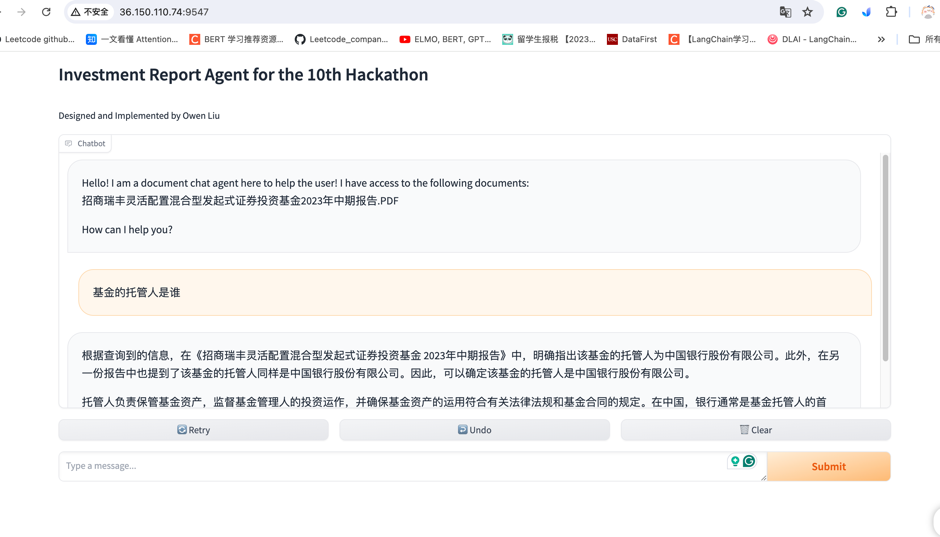 不安全
36.150.110.74:9547
Leetcode github...
知
一文看懂 Attention...
C
BERT 学习推荐资源...
Leetcode_compan...
ELMO, BERT, GPT...
留学生报税 【2023...
USC
DataFirst
C
【LangChain学习...
DLAI - LangChain...
»
所有
Investment Report Agent for the 10th Hackathon
Designed and Implemented by Owen Liu
Chatbot
Hello! I am a document chat agent here to help the user! I have access to the following documents:
招商瑞丰灵活配置混合型发起式证券投资基金2023年中期报告.PDF
How can I help you?
基金的托管人是谁
根据查询到的信息，在《招商瑞丰灵活配置混合型发起式证券投资基金 2023年中期报告》中，明确指出该基金的托管人为中国银行股份有限公司。此外，在另
一份报告中也提到了该基金的托管人同样是中国银行股份有限公司。因此，可以确定该基金的托管人是中国银行股份有限公司。
托管人负责保管基金资产，监督基金管理人的投资运作，并确保基金资产的运用符合有关法律法规和基金合同的规定。在中国，银行通常是基金托管人的首
Retry
Undo
Clear
Type a message...
Submit